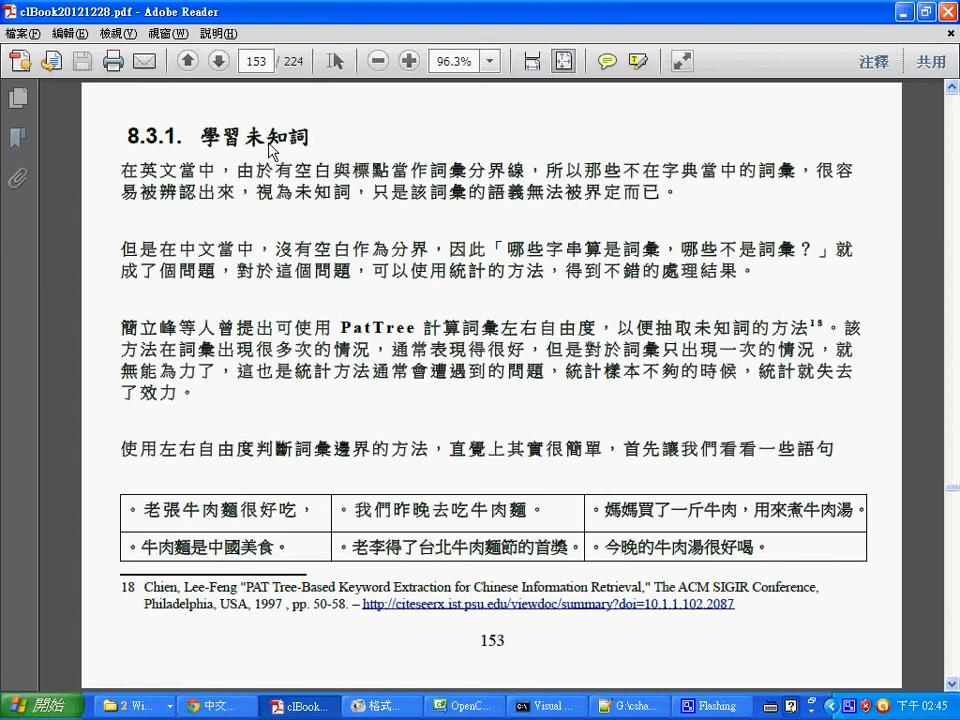 clBook20121228.pdf - Adobe Reader
檔案(F) 編輯(E) 檢視(V) 視窗(W) 說明(H)
153 / 224 96.3% 注釋 共用
8.3.1. 學習未知詞
在英文當中，由於有空白與標點當作詞彙分界線，所以那些不在字典當中的詞彙，很容
易被辨認出來，視為未知詞，只是該詞彙的語義無法被界定而已。
但是在中文當中，沒有空白作為分界，因此「哪些字串算是詞彙，哪些不是詞彙？」就
成了個問題，對於這個問題，可以使用統計的方法，得到不錯的處理結果。
簡立峰等人曾提出可使用 PatTree 計算詞彙左右自由度，以便抽取未知詞的方法18。該
方法在詞彙出現很多次的情況，通常表現得很好，但是對於詞彙只出現一次的情況，就
無能為力了，這也是統計方法通常會遭遇到的問題，統計樣本不夠的時候，統計就失去
了效力。
使用左右自由度判斷詞彙邊界的方法，直覺上其實很簡單，首先讓我們看看一些語句
。老張牛肉麵很好吃， 。我們昨晚去吃牛肉麵。 。媽媽買了一斤牛肉，用來煮牛肉湯。
。牛肉麵是中國美食。 。老李得了台北牛肉麵節的首獎。 。今晚的牛肉湯很好喝。
18 Chien, Lee-Feng "PAT Tree-Based Keyword Extraction for Chinese Information Retrieval," The ACM SIGIR Conference,
Philadelphia, USA, 1997 , pp. 50-58. – http://citeseerx.ist.psu.edu/viewdoc/summary?doi=10.1.1.102.2087
153
開始 2 Wi... 中文... clBook... 格式... OpenC... Visual ... G:\csha... Flashing 下午 02:45